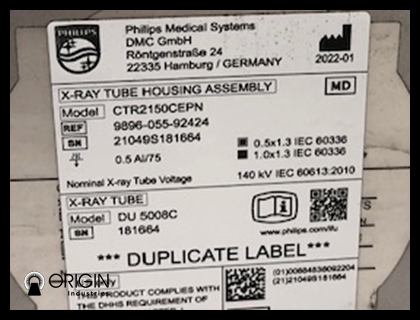 PHILIPS
Philips Medical Systems
DMC GmbH
Röntgenstraße 24
22335 Hamburg / GERMANY
2022-01
X-RAY TUBE HOUSING ASSEMBLY
MD
Model CTR2150CEPN
REF 9896-055-92424
SN 21049S181664
0.5 Al/75
0.5x1.3 IEC 60336
1.0x1.3 IEC 60336
Nominal X-ray Tube Voltage 140 kV IEC 60613:2010
X-RAY TUBE
Model DU 5008C
SN 181664
www.philips.com/ifu
*** DUPLICATE LABEL***
(01)00884838092204
(21)21049S181664
PRODUCT COMPLIES WITH
THE DHHS REQUIREMENT OF
ORIGIN
Industries